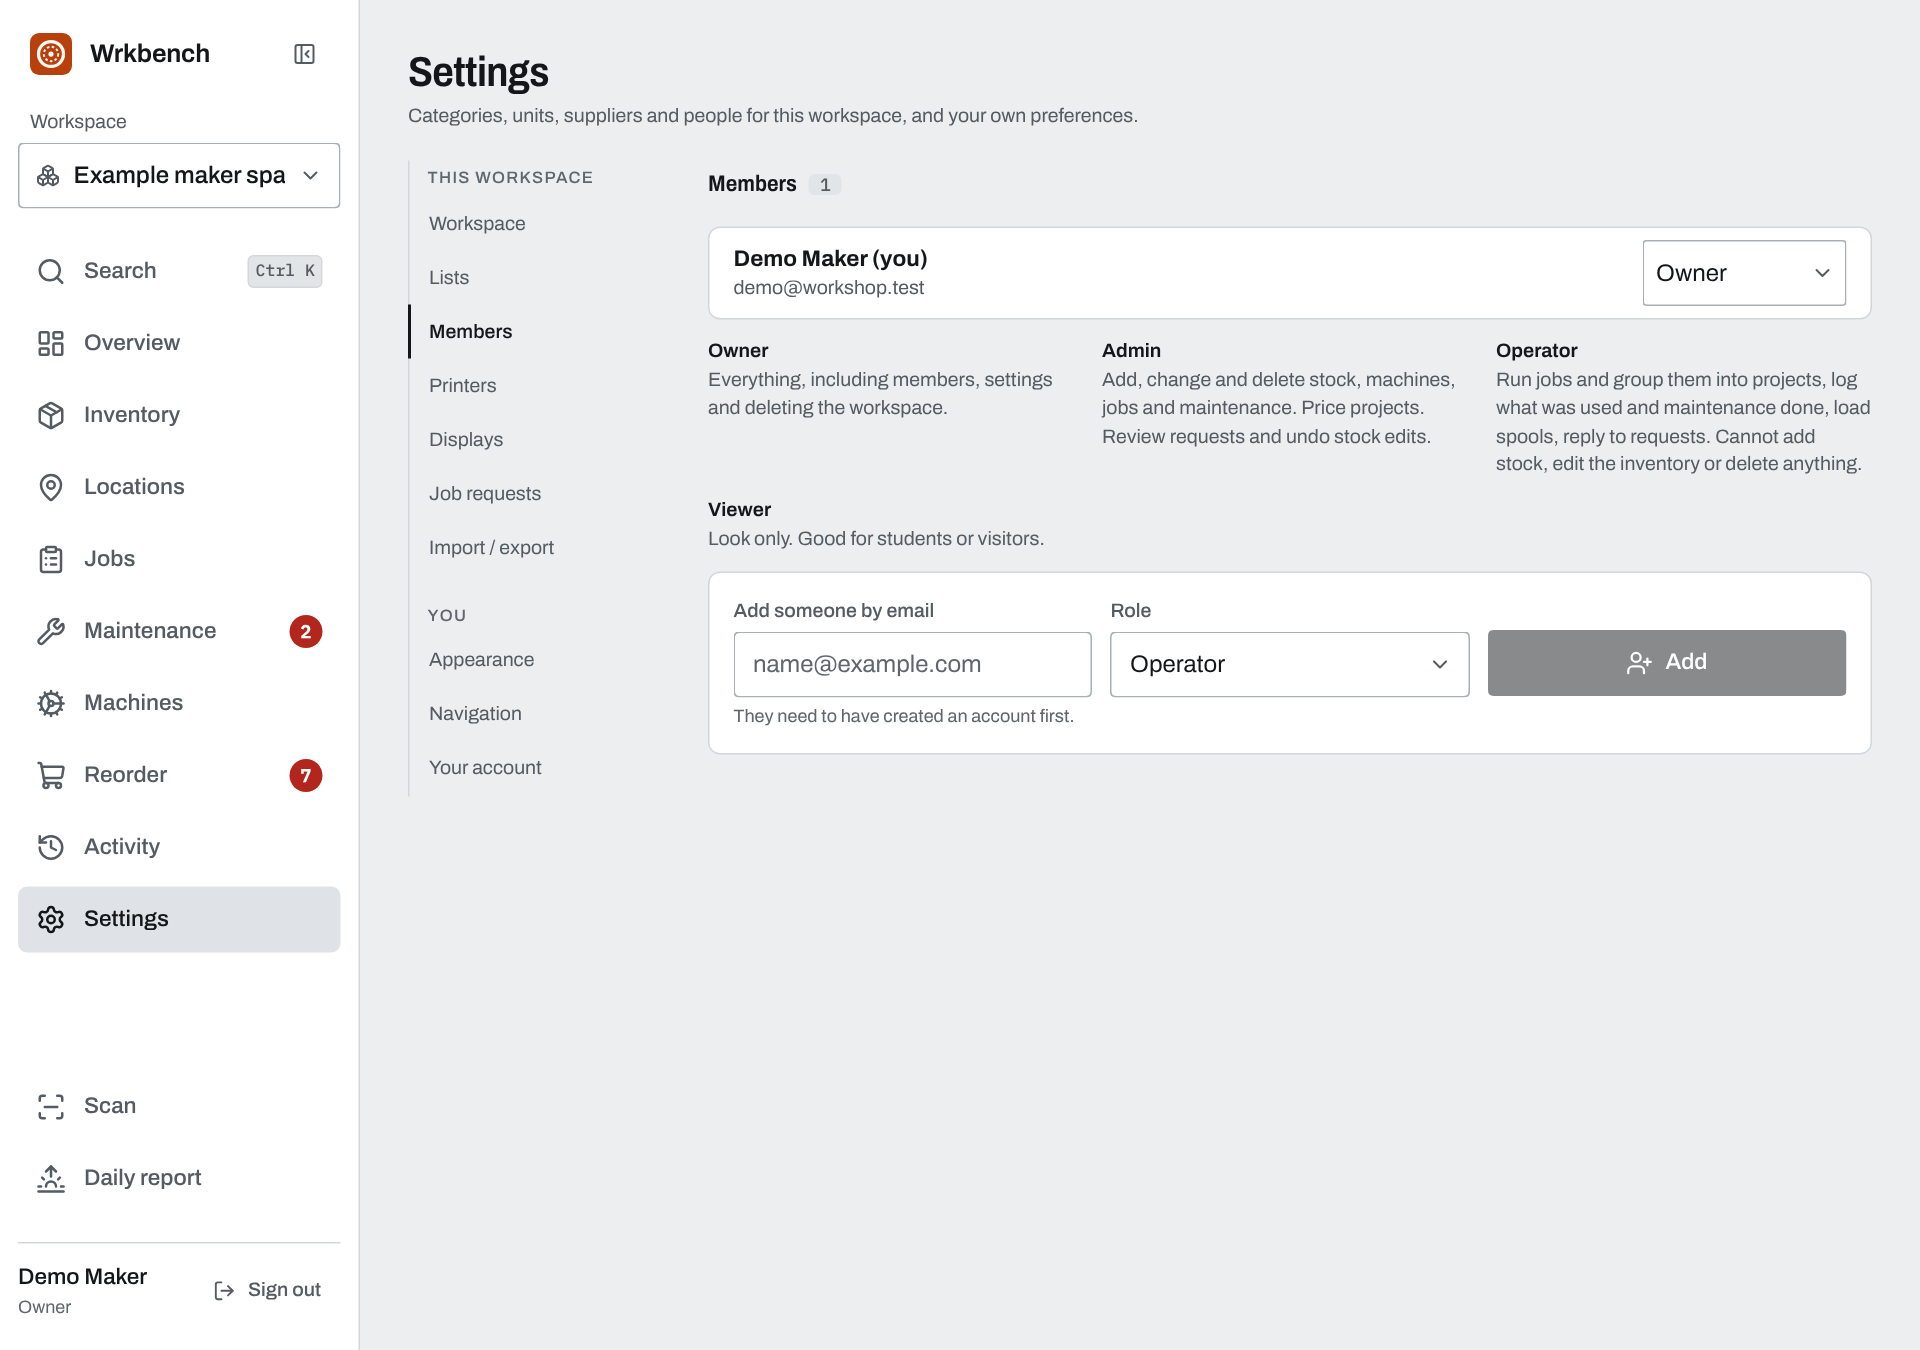 Wrkbench
Workspace
Example maker spa
Search
Ctrl K
Overview
Inventory
Locations
Jobs
Maintenance
2
Machines
Reorder
7
Activity
Settings
Scan
Daily report
Demo Maker
Owner
Sign out
Settings
Categories, units, suppliers and people for this workspace, and your own preferences.
THIS WORKSPACE
Workspace
Lists
Members
Printers
Displays
Job requests
Import / export
YOU
Appearance
Navigation
Your account
Members 1
Demo Maker (you)
demo@workshop.test
Owner
Owner
Everything, including members, settings
and deleting the workspace.
Admin
Add, change and delete stock, machines,
jobs and maintenance. Price projects.
Review requests and undo stock edits.
Operator
Run jobs and group them into projects, log
what was used and maintenance done, load
spools, reply to requests. Cannot add
stock, edit the inventory or delete anything.
Viewer
Look only. Good for students or visitors.
Add someone by email
name@example.com
They need to have created an account first.
Role
Operator
Add